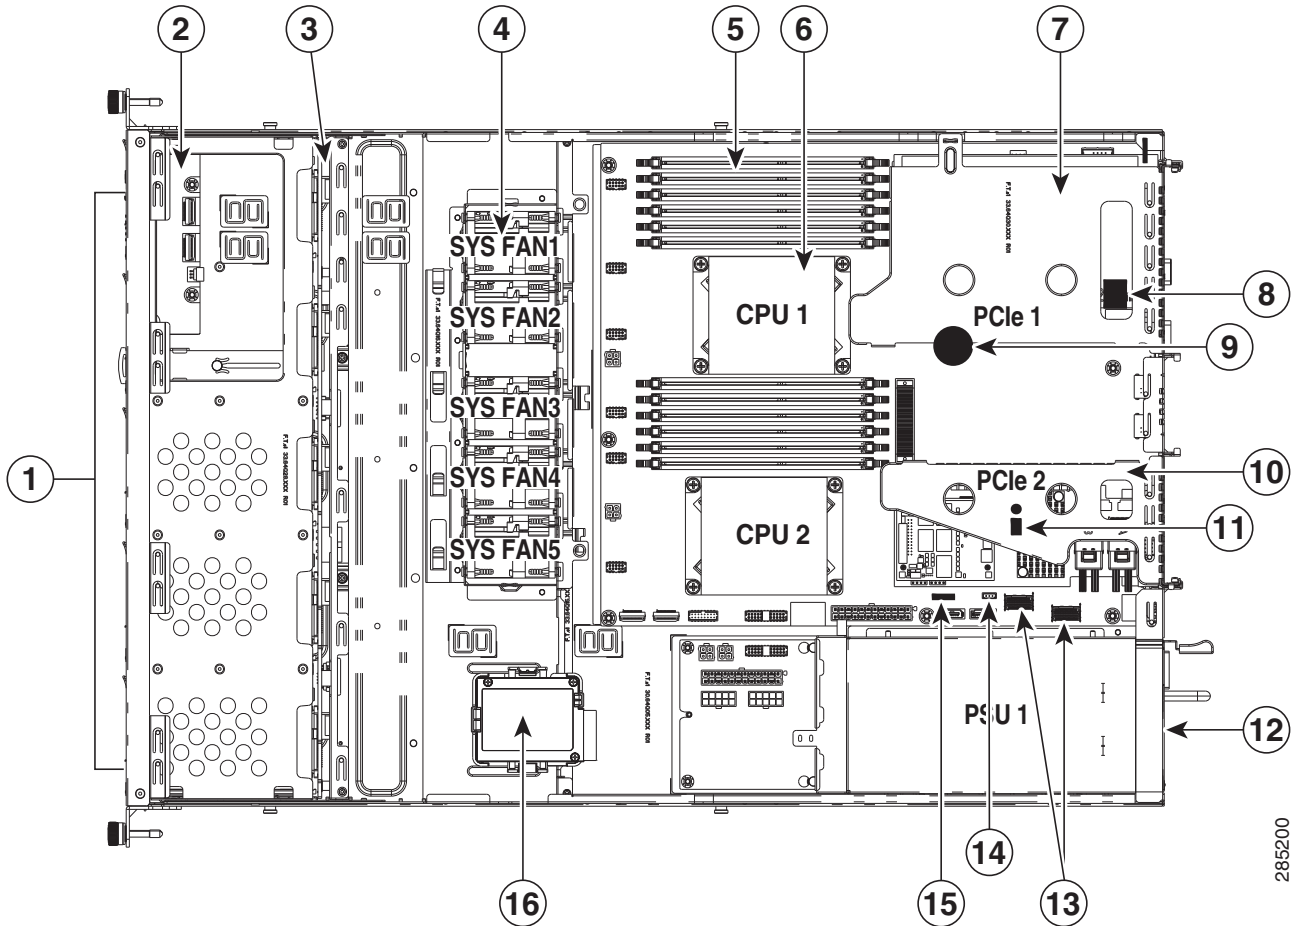 2
3
4
5
6
7
SYS FAN1
SYS FAN2
SYS FAN3
SYS FAN4
SYS FAN5
CPU 1
CPU 2
PCIe 1
PCIe 2
PSU 1
8
9
1
10
11
12
14
15
13
16
285200